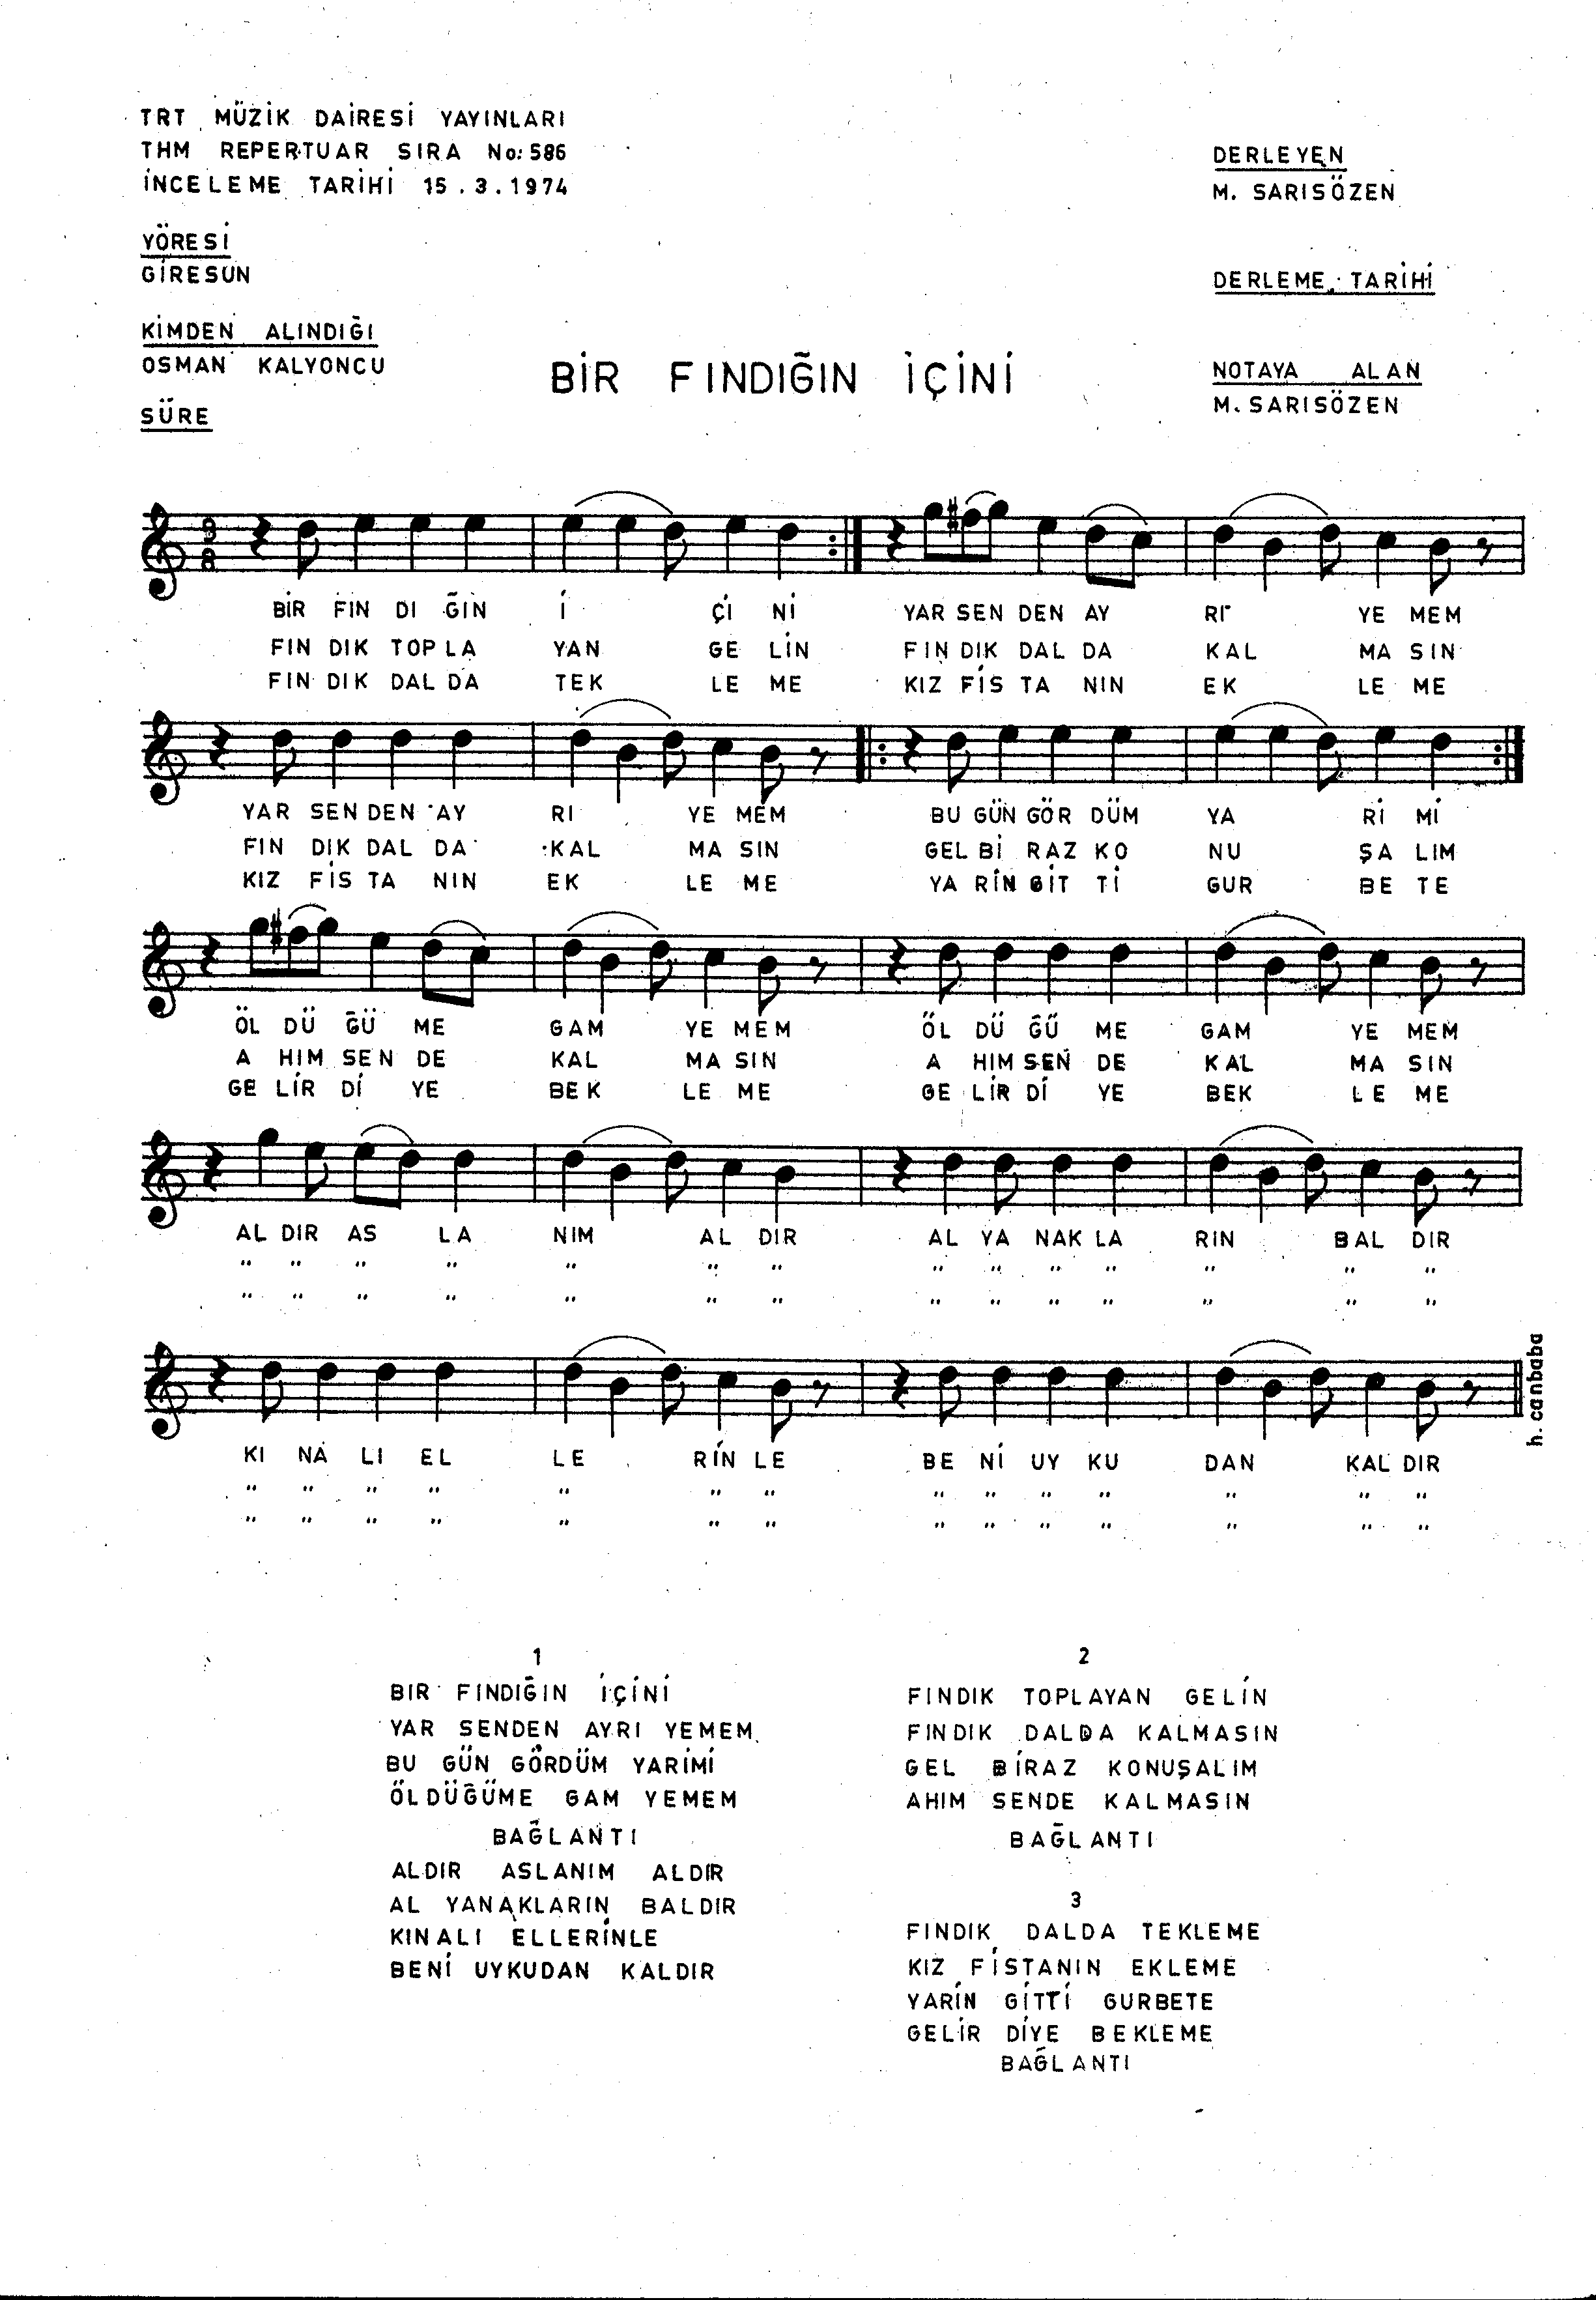 TRT MÜZİK DAİRESİ YAYINLARI
THM REPERTUAR SIRA No: 586
İNCELEME TARİHİ 15.3.1974
DERLEYEN
M. SARISÖZEN
YÖRESİ
GİRESUN
DERLEME TARİHİ
KİMDEN ALINDIĞI
OSMAN KALYONCU
BİR FINDIĞIN İÇİNİ
NOTAYA ALAN
M. SARISÖZEN
SÜRE
9
8
BİR FIN DI ĞIN İ Çİ Nİ YAR SEN DEN AY RI YE MEM
FIN DIK TOP LA YAN GE LİN FIN DIK DAL DA KAL MA SIN
FIN DIK DAL DA TEK LE ME KIZ FİS TA NIN EK LE ME
YAR SEN DEN AY RI YE MEM BU GÜN GÖR DÜM YA Rİ Mİ
FIN DIK DAL DA KAL MA SIN GEL Bİ RAZ KO NU ŞA LIM
KIZ FİS TA NIN EK LE ME YA RİN GİT Tİ GUR BE TE
ÖL DÜ ĞÜ ME GAM YE MEM ÖL DÜ ĞÜ ME GAM YE MEM
A HIM SEN DE KAL MA SIN A HIM SEN DE KAL MA SIN
GE LİR Dİ YE BEK LE ME GE LİR Dİ YE BEK LE ME
AL DIR AS LA NIM AL DIR AL YA NAK LA RIN BAL DIR
" " " " " " " " " " " " " "
" " " " " " " " " " " " " "
h. canbaba
KI NA LI EL LE RİN LE BE Nİ UY KU DAN KAL DIR
" " " " " " " " " " " " " "
" " " " " " " " " " " " " "
1
BIR FINDIĞIN İÇİNİ
YAR SENDEN AYRI YEMEM
BU GÜN GÖRDÜM YARİMİ
ÖLDÜĞÜME GAM YEMEM
BAĞLANTI
ALDIR ASLANIM ALDIR
AL YANAKLARIN BALDIR
KINALI ELLERİNLE
BENİ UYKUDAN KALDIR
2
FINDIK TOPLAYAN GELİN
FINDIK DALDA KALMASIN
GEL BİRAZ KONUŞALIM
AHIM SENDE KALMASIN
BAĞLANTI
3
FINDIK DALDA TEKLEME
KIZ FİSTANIN EKLEME
YARİN GİTTİ GURBETE
GELİR DİYE BEKLEME
BAĞLANTI